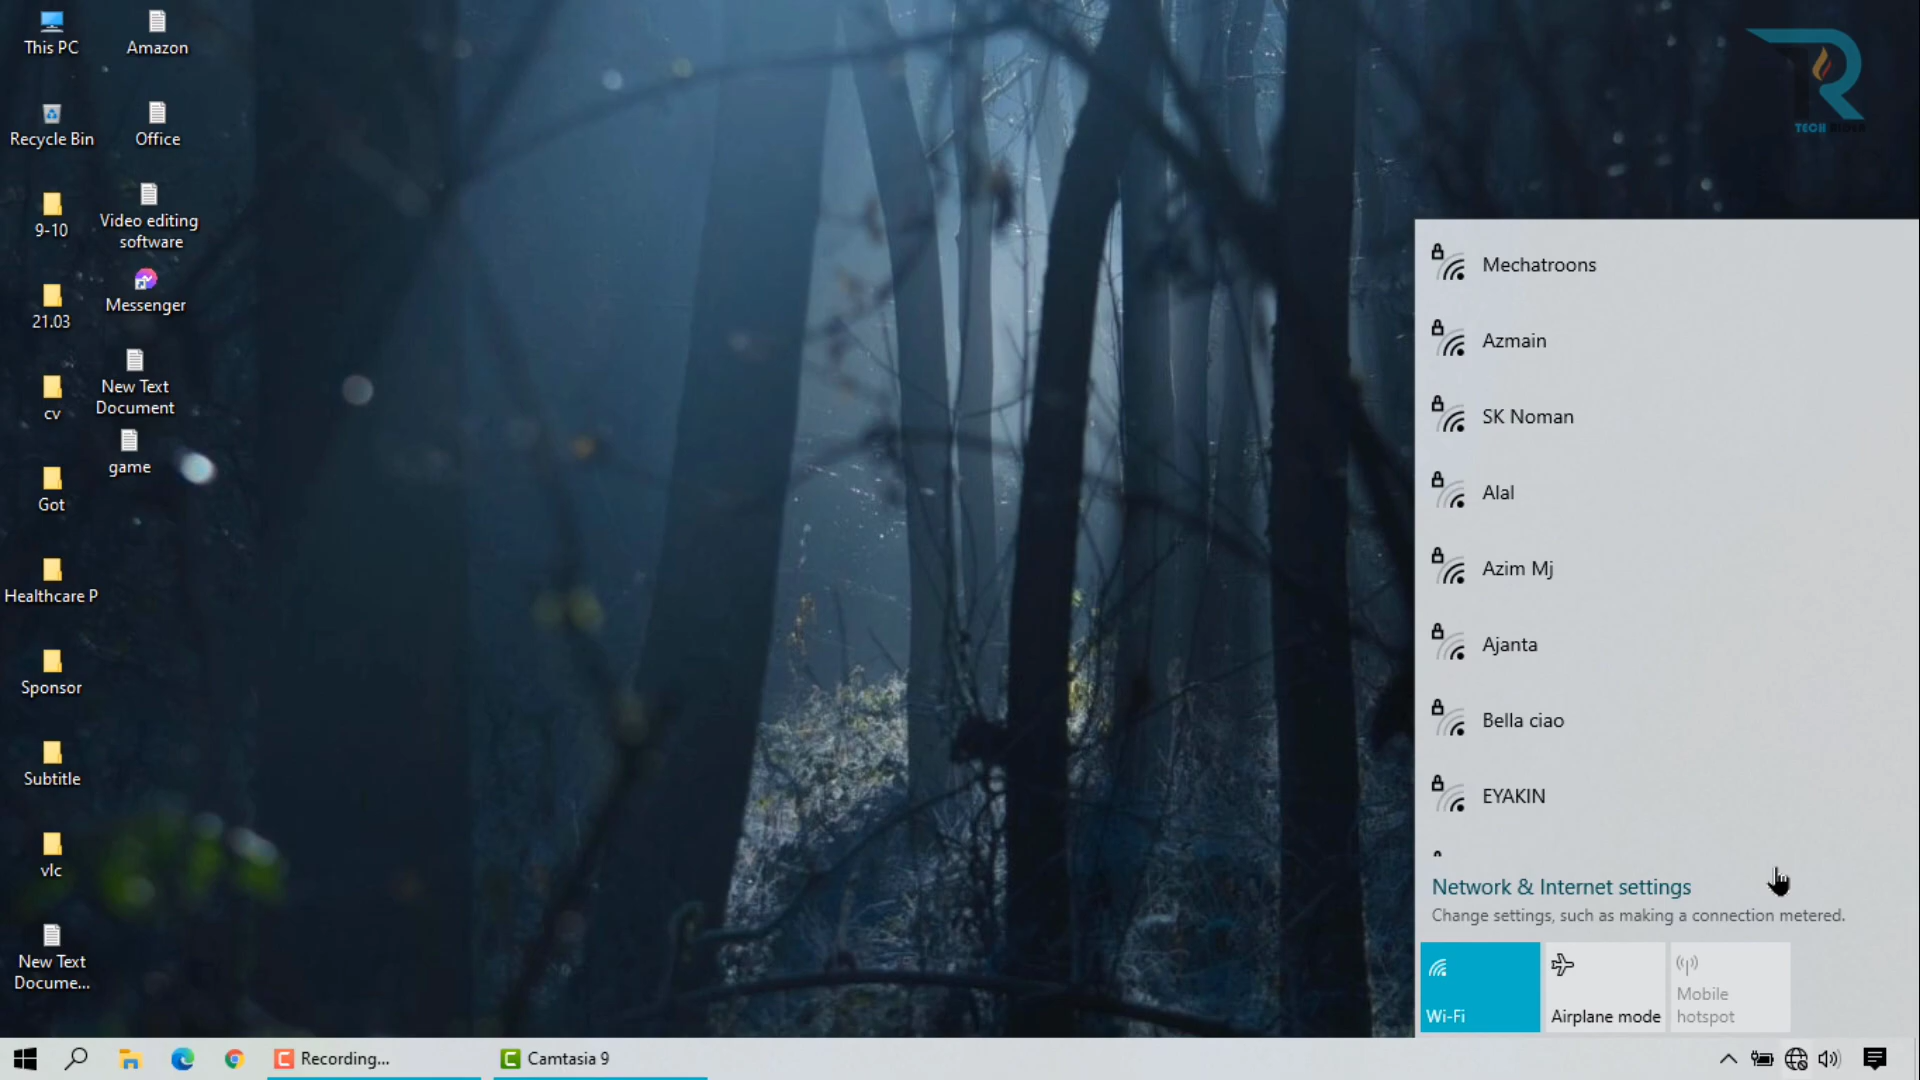 This PC
Amazon
Recycle Bin
Office
9-10
Video editing
software
21.03
Messenger
cv
New Text
Document
Got
game
Healthcare P
Sponsor
Subtitle
vlc
New Text
Docume...
TECH
Mechatroons
Azmain
SK Noman
Alal
Azim Mj
Ajanta
Bella ciao
EYAKIN
Network & Internet settings
Change settings, such as making a connection metered.
Wi-Fi
Airplane mode
Mobile
hotspot
Recording...
Camtasia 9